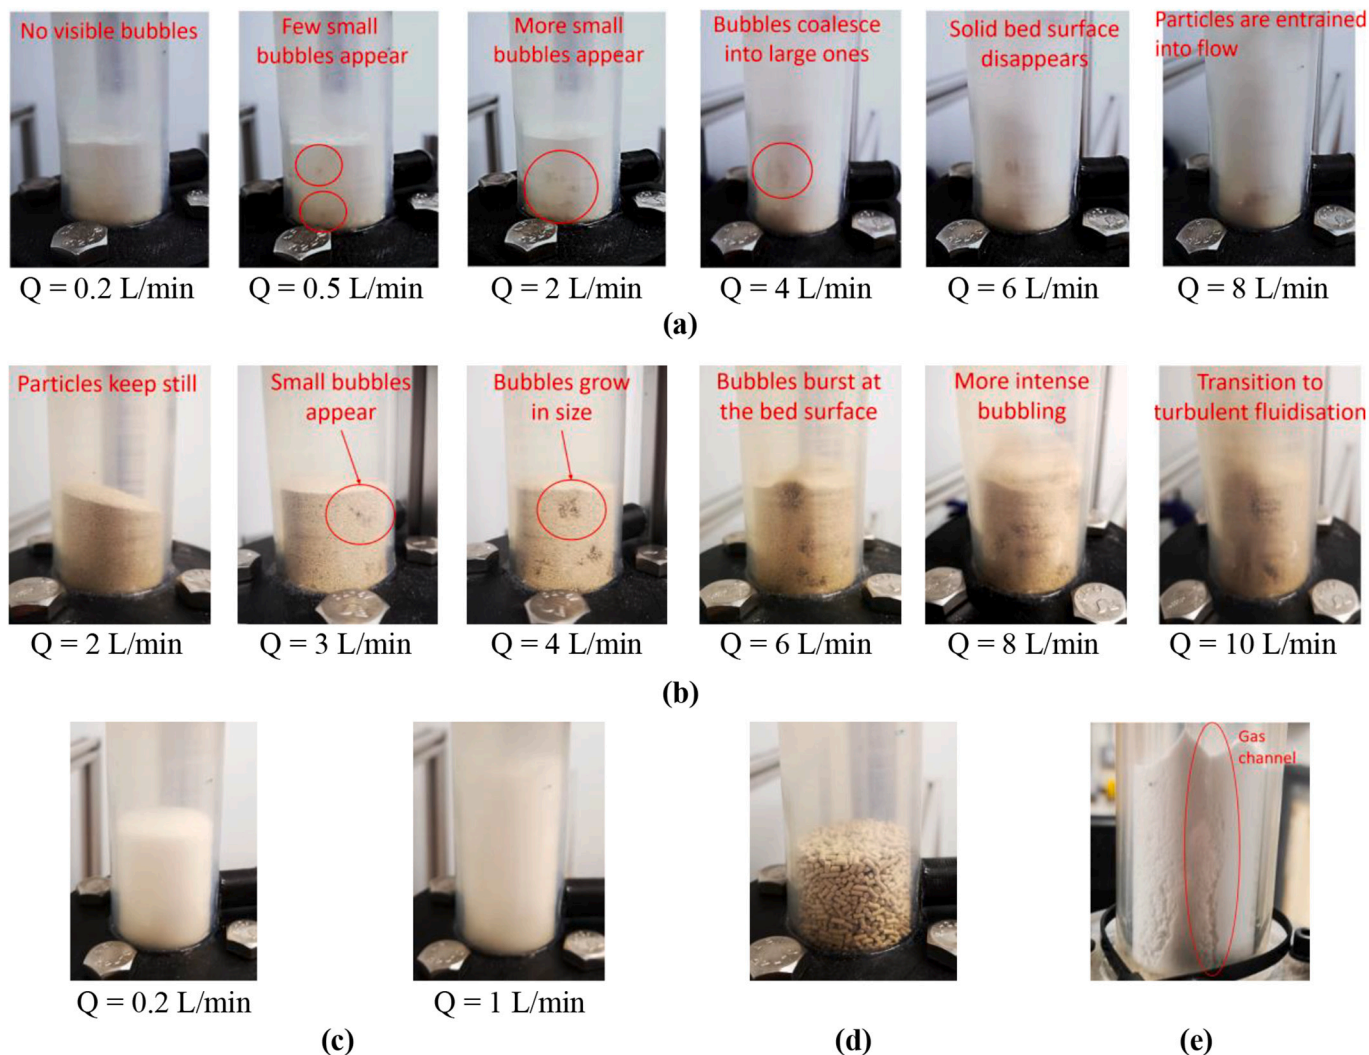 No visible bubbles
Few small
bubbles appear
More small
bubbles appear
Bubbles coalesce
into large ones
Solid bed surface
disappears
Particles are entrained
into flow
Q = 0.2 L/min
Q = 0.5 L/min
Q = 2 L/min
Q = 4 L/min
Q = 6 L/min
Q = 8 L/min
(a)
Particles keep still
Small bubbles
appear
Bubbles grow
in size
Bubbles burst at
the bed surface
More intense
bubbling
Transition to
turbulent fluidisation
Q = 2 L/min
Q = 3 L/min
Q = 4 L/min
Q = 6 L/min
Q = 8 L/min
Q = 10 L/min
(b)
Gas
channel
Q = 0.2 L/min
Q = 1 L/min
(c)
(d)
(e)